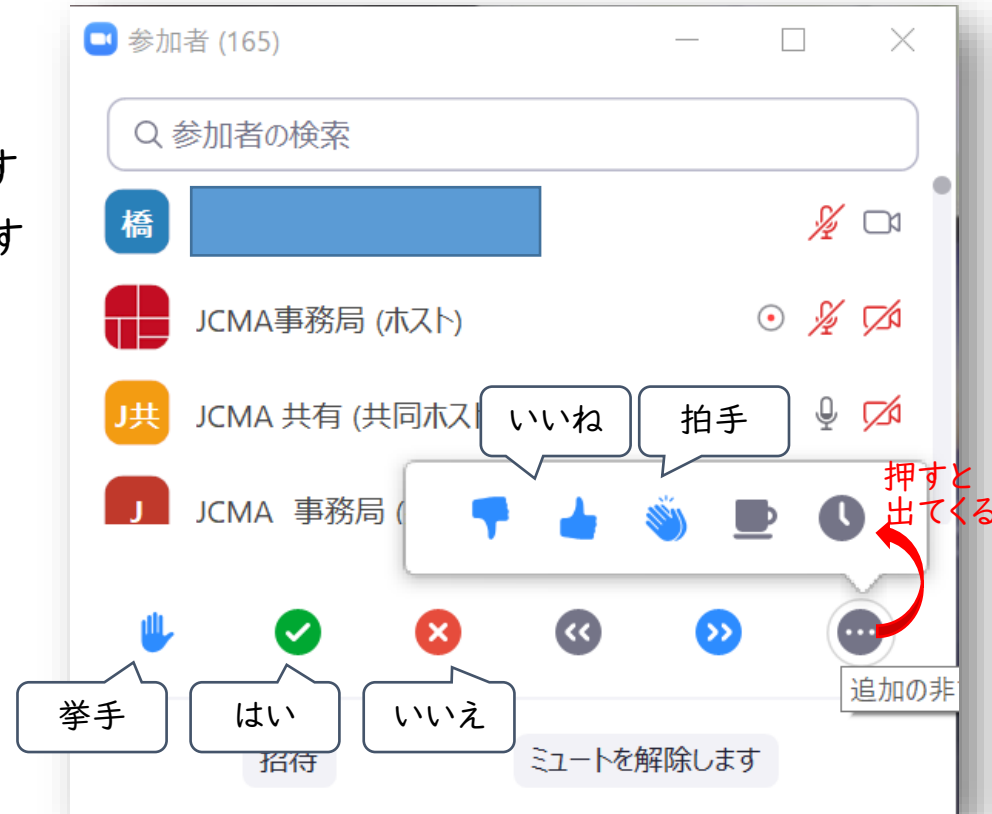 参加者 (165)
参加者の検索
す
す
橋
JCMA事務局 (ホスト)
J共 JCMA 共有 (共同ホス
いいね
拍手
J JCMA 事務局 (
押すと
出てくる
追加の非
挙手
はい
いいえ
招待
ミュートを解除します